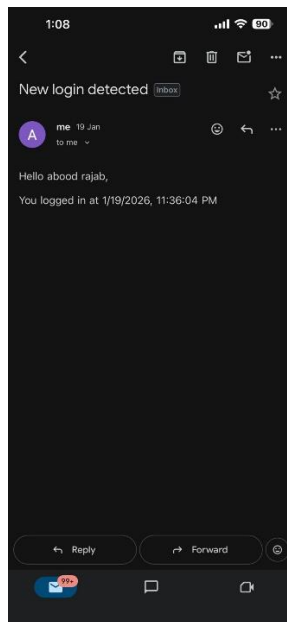 1:08
90
New login detected Inbox
A
me 19 Jan
to me
Hello abood rajab,
You logged in at 1/19/2026, 11:36:04 PM
Reply
Forward
99+